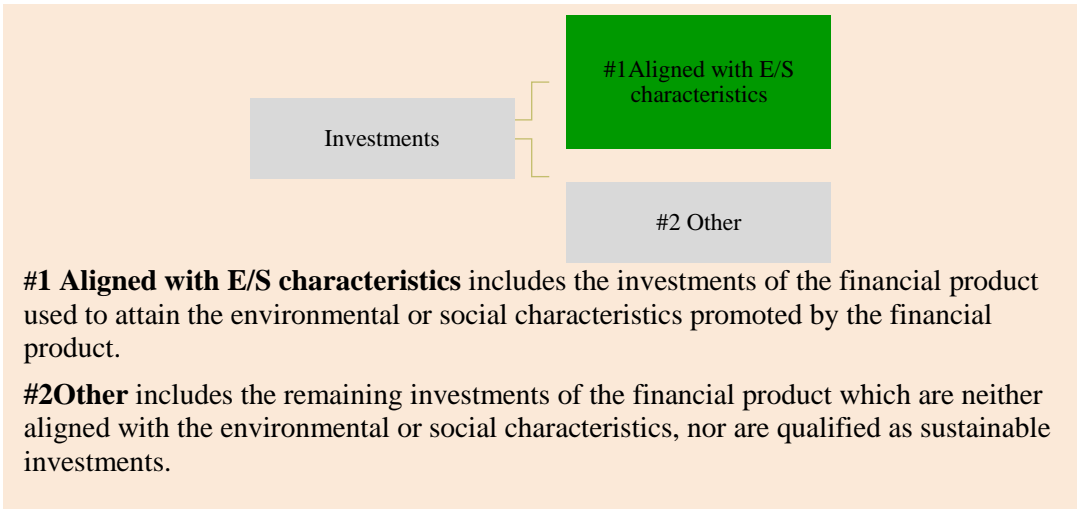 #1Aligned with E/S
characteristics
Investments
#2 Other
#1 Aligned with E/S characteristics includes the investments of the financial product
used to attain the environmental or social characteristics promoted by the financial
product.
#2Other includes the remaining investments of the financial product which are neither
aligned with the environmental or social characteristics, nor are qualified as sustainable
investments.